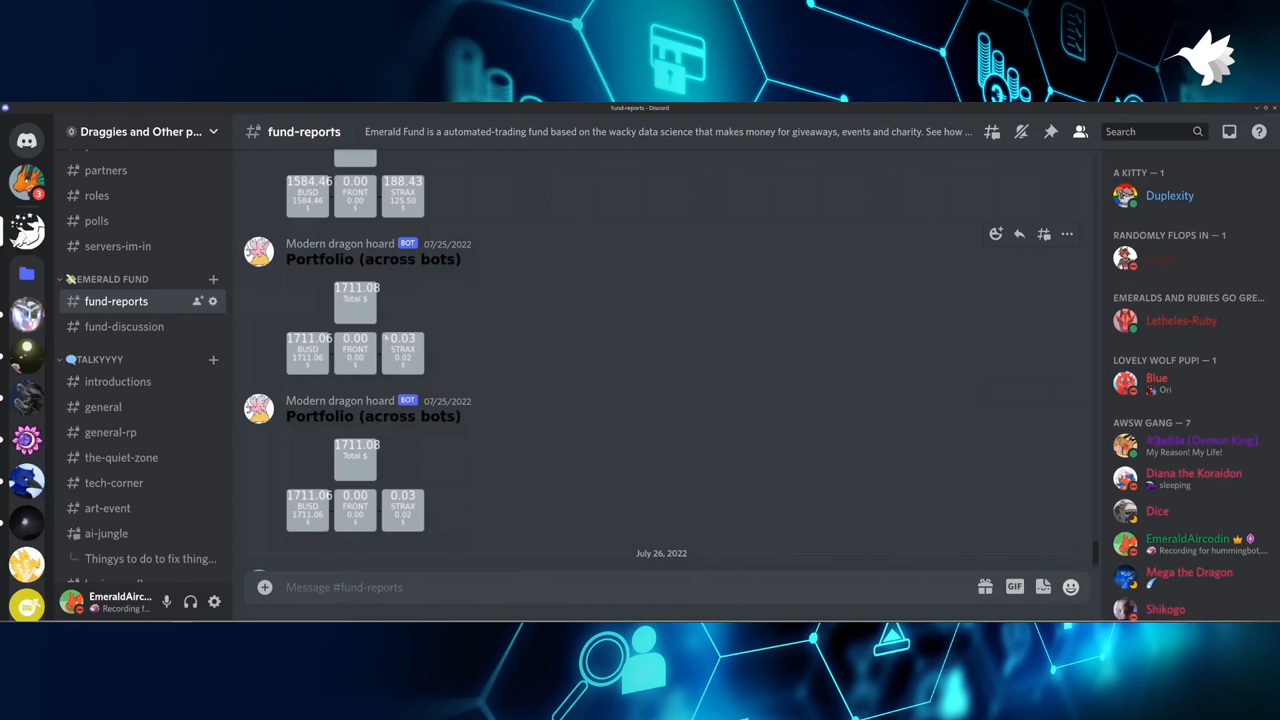 fund-reports - Discord
Draggies and Other p...
fund-reports
Emerald Fund is a automated-trading fund based on the wacky data science that makes money for giveaways, events and charity. See how ...
Search
partners
roles
polls
servers-im-in
EMERALD FUND
fund-reports
fund-discussion
TALKYYYY
introductions
general
general-rp
the-quiet-zone
tech-corner
art-event
ai-jungle
Thingys to do to fix thing...
3
EmeraldAirc...
Recording f...
1584.46
BUSD
1584.46
$
0.00
FRONT
0.00
$
188.43
STRAX
125.50
$
Modern dragon hoard BOT 07/25/2022
Portfolio (across bots)
1711.08
Total $
1711.06
BUSD
1711.06
$
0.00
FRONT
0.00
$
0.03
STRAX
0.02
$
Modern dragon hoard BOT 07/25/2022
Portfolio (across bots)
1711.08
Total $
1711.06
BUSD
1711.06
$
0.00
FRONT
0.00
$
0.03
STRAX
0.02
$
July 26, 2022
Message #fund-reports
GIF
A KITTY — 1
Duplexity
RANDOMLY FLOPS IN — 1
EMERALDS AND RUBIES GO GRE...
Letheles-Ruby
LOVELY WOLF PUP! — 1
Blue
Ori
AWSW GANG — 7
[Demon King]
My Reason! My Life!
Diana the Koraidon
sleeping
Dice
EmeraldAircodin
Recording for hummingbot,...
Mega the Dragon
Shikogo